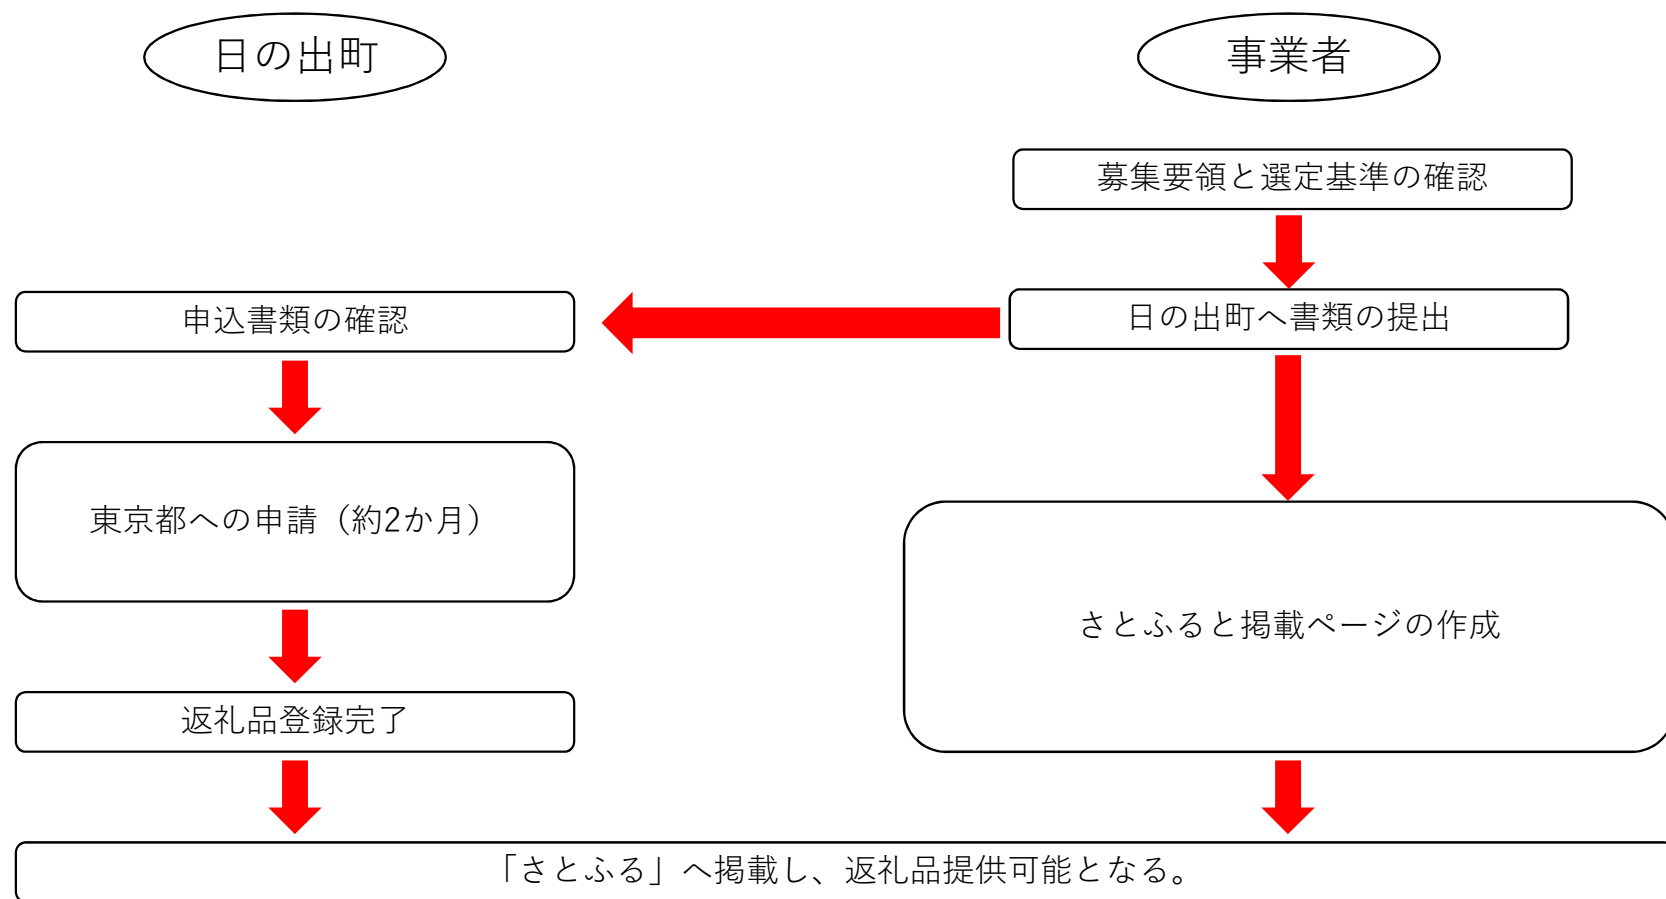 日の出町
事業者
募集要領と選定基準の確認
日の出町へ書類の提出
申込書類の確認
東京都への申請（約2か月）
さとふると掲載ページの作成
返礼品登録完了
「さとふる」へ掲載し、返礼品提供可能となる。